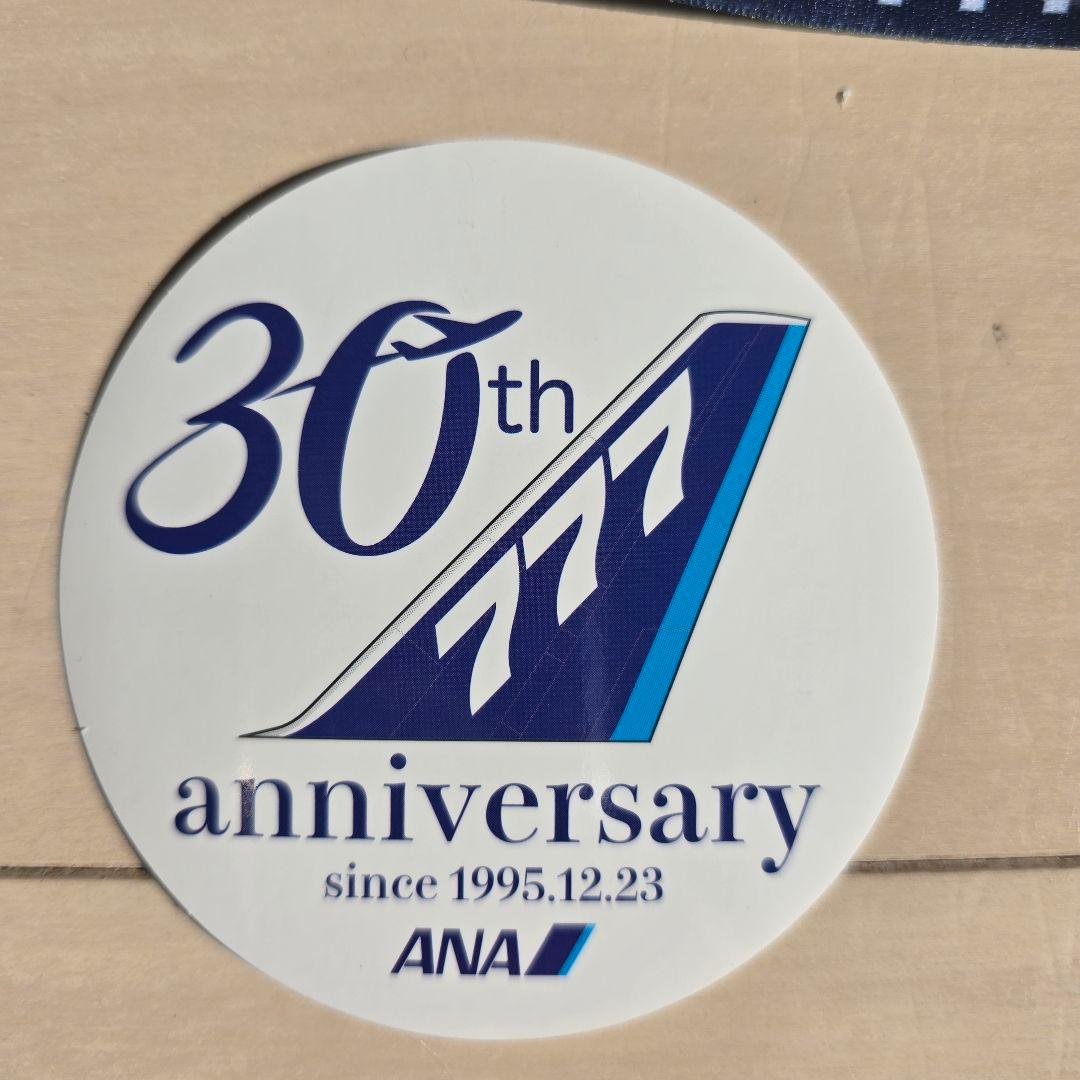 30th
777
anniversary
since 1995.12.23
ANA